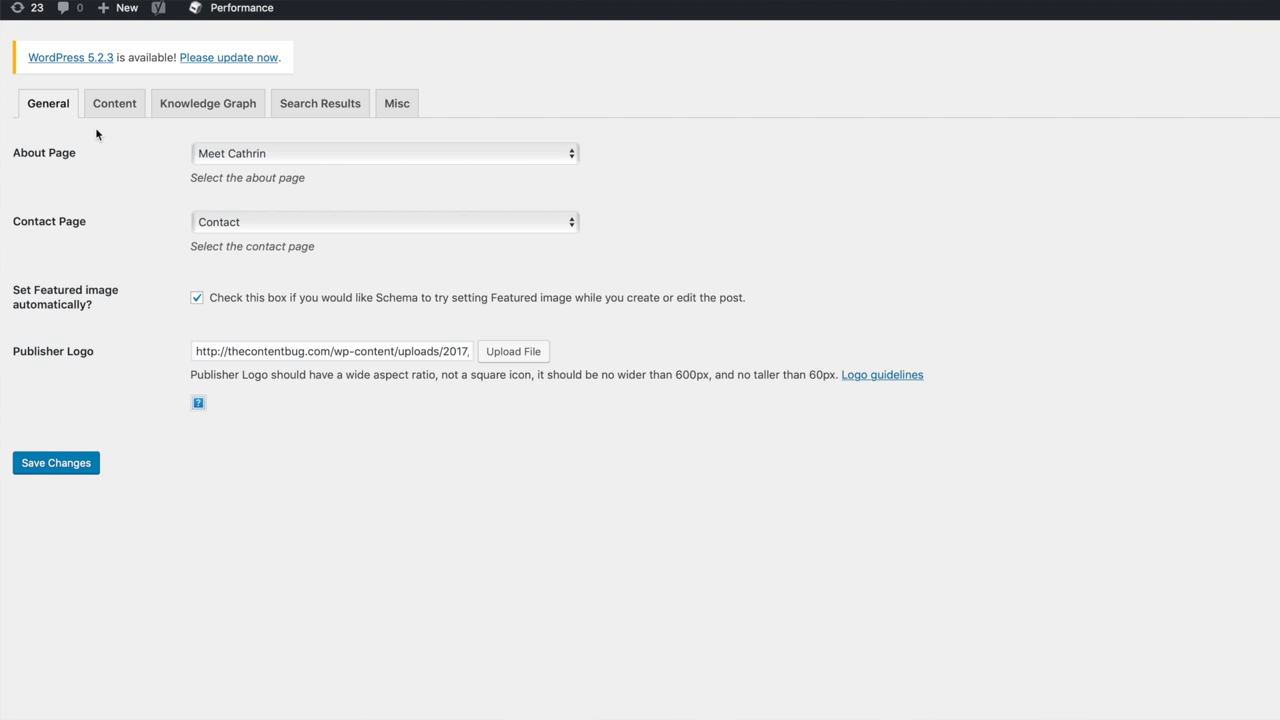 23 0 New Performance
WordPress 5.2.3 is available! Please update now.
General Content Knowledge Graph Search Results Misc
About Page Meet Cathrin
Select the about page
Contact Page Contact
Select the contact page
Set Featured image
automatically?
Check this box if you would like Schema to try setting Featured image while you create or edit the post.
Publisher Logo http://thecontentbug.com/wp-content/uploads/2017, Upload File
Publisher Logo should have a wide aspect ratio, not a square icon, it should be no wider than 600px, and no taller than 60px. Logo guidelines
?
Save Changes